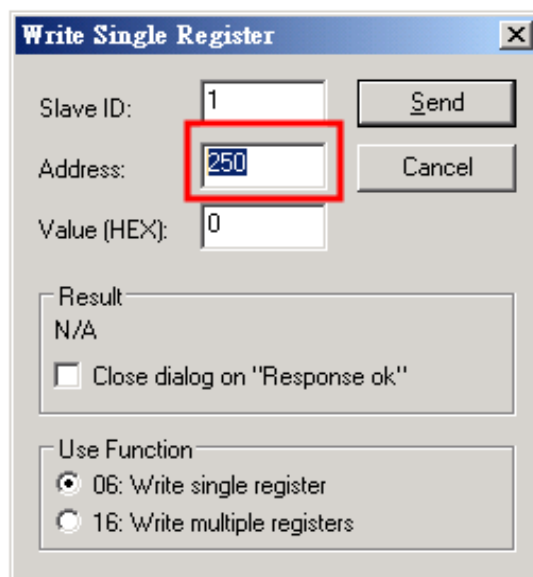 Write Single Register
Slave ID: 1 Send
Address: 250 Cancel
Value (HEX): 0
Result
N/A
Close dialog on "Response ok"
Use Function
06: Write single register
16: Write multiple registers